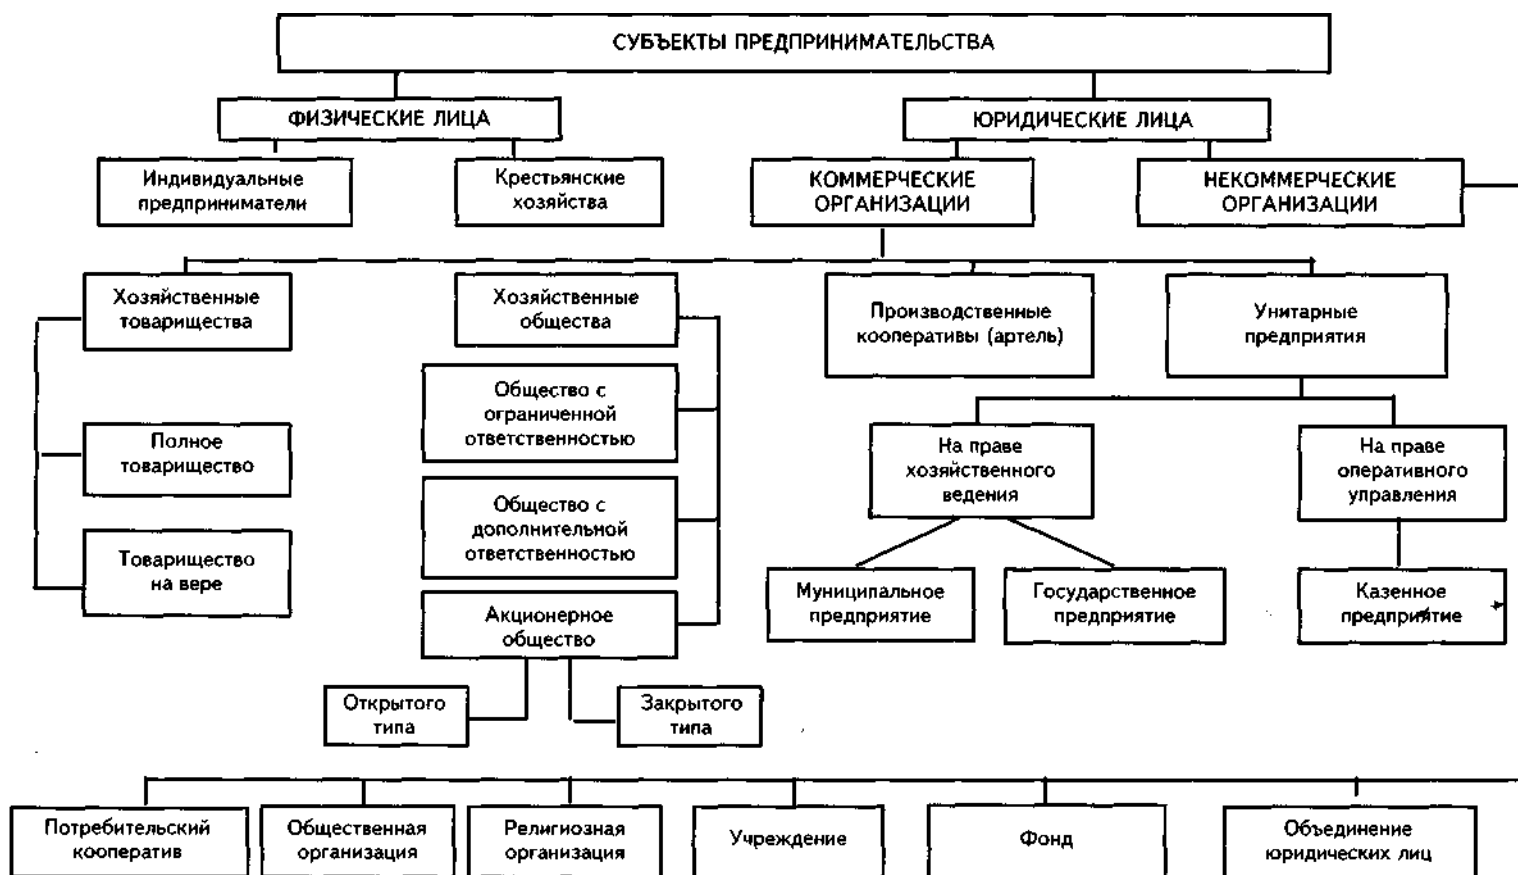 СУБЪЕКТЫ ПРЕДПРИНИМАТЕЛЬСТВА
ФИЗИЧЕСКИЕ ЛИЦА
ЮРИДИЧЕСКИЕ ЛИЦА
Индивидуальные
предприниматели
Крестьянские
хозяйства
КОММЕРЧЕСКИЕ
ОРГАНИЗАЦИИ
НЕКОММЕРЧЕСКИЕ
ОРГАНИЗАЦИИ
Хозяйственные
товарищества
Хозяйственные
общества
Производственные
кооперативы (артель)
Унитарные
предприятия
Полное
товарищество
Товарищество
на вере
Общество с
ограниченной
ответственностью
Общество с
дополнительной
ответственностью
Акционерное
общество
Открытого
типа
Закрытого
типа
На праве
хозяйственного
ведения
На праве
оперативного
управления
Муниципальное
предприятие
Государственное
предприятие
Казенное
предприятие
Потребительский
кооператив
Общественная
организация
Религиозная
организация
Учреждение
Фонд
Объединение
юридических лиц